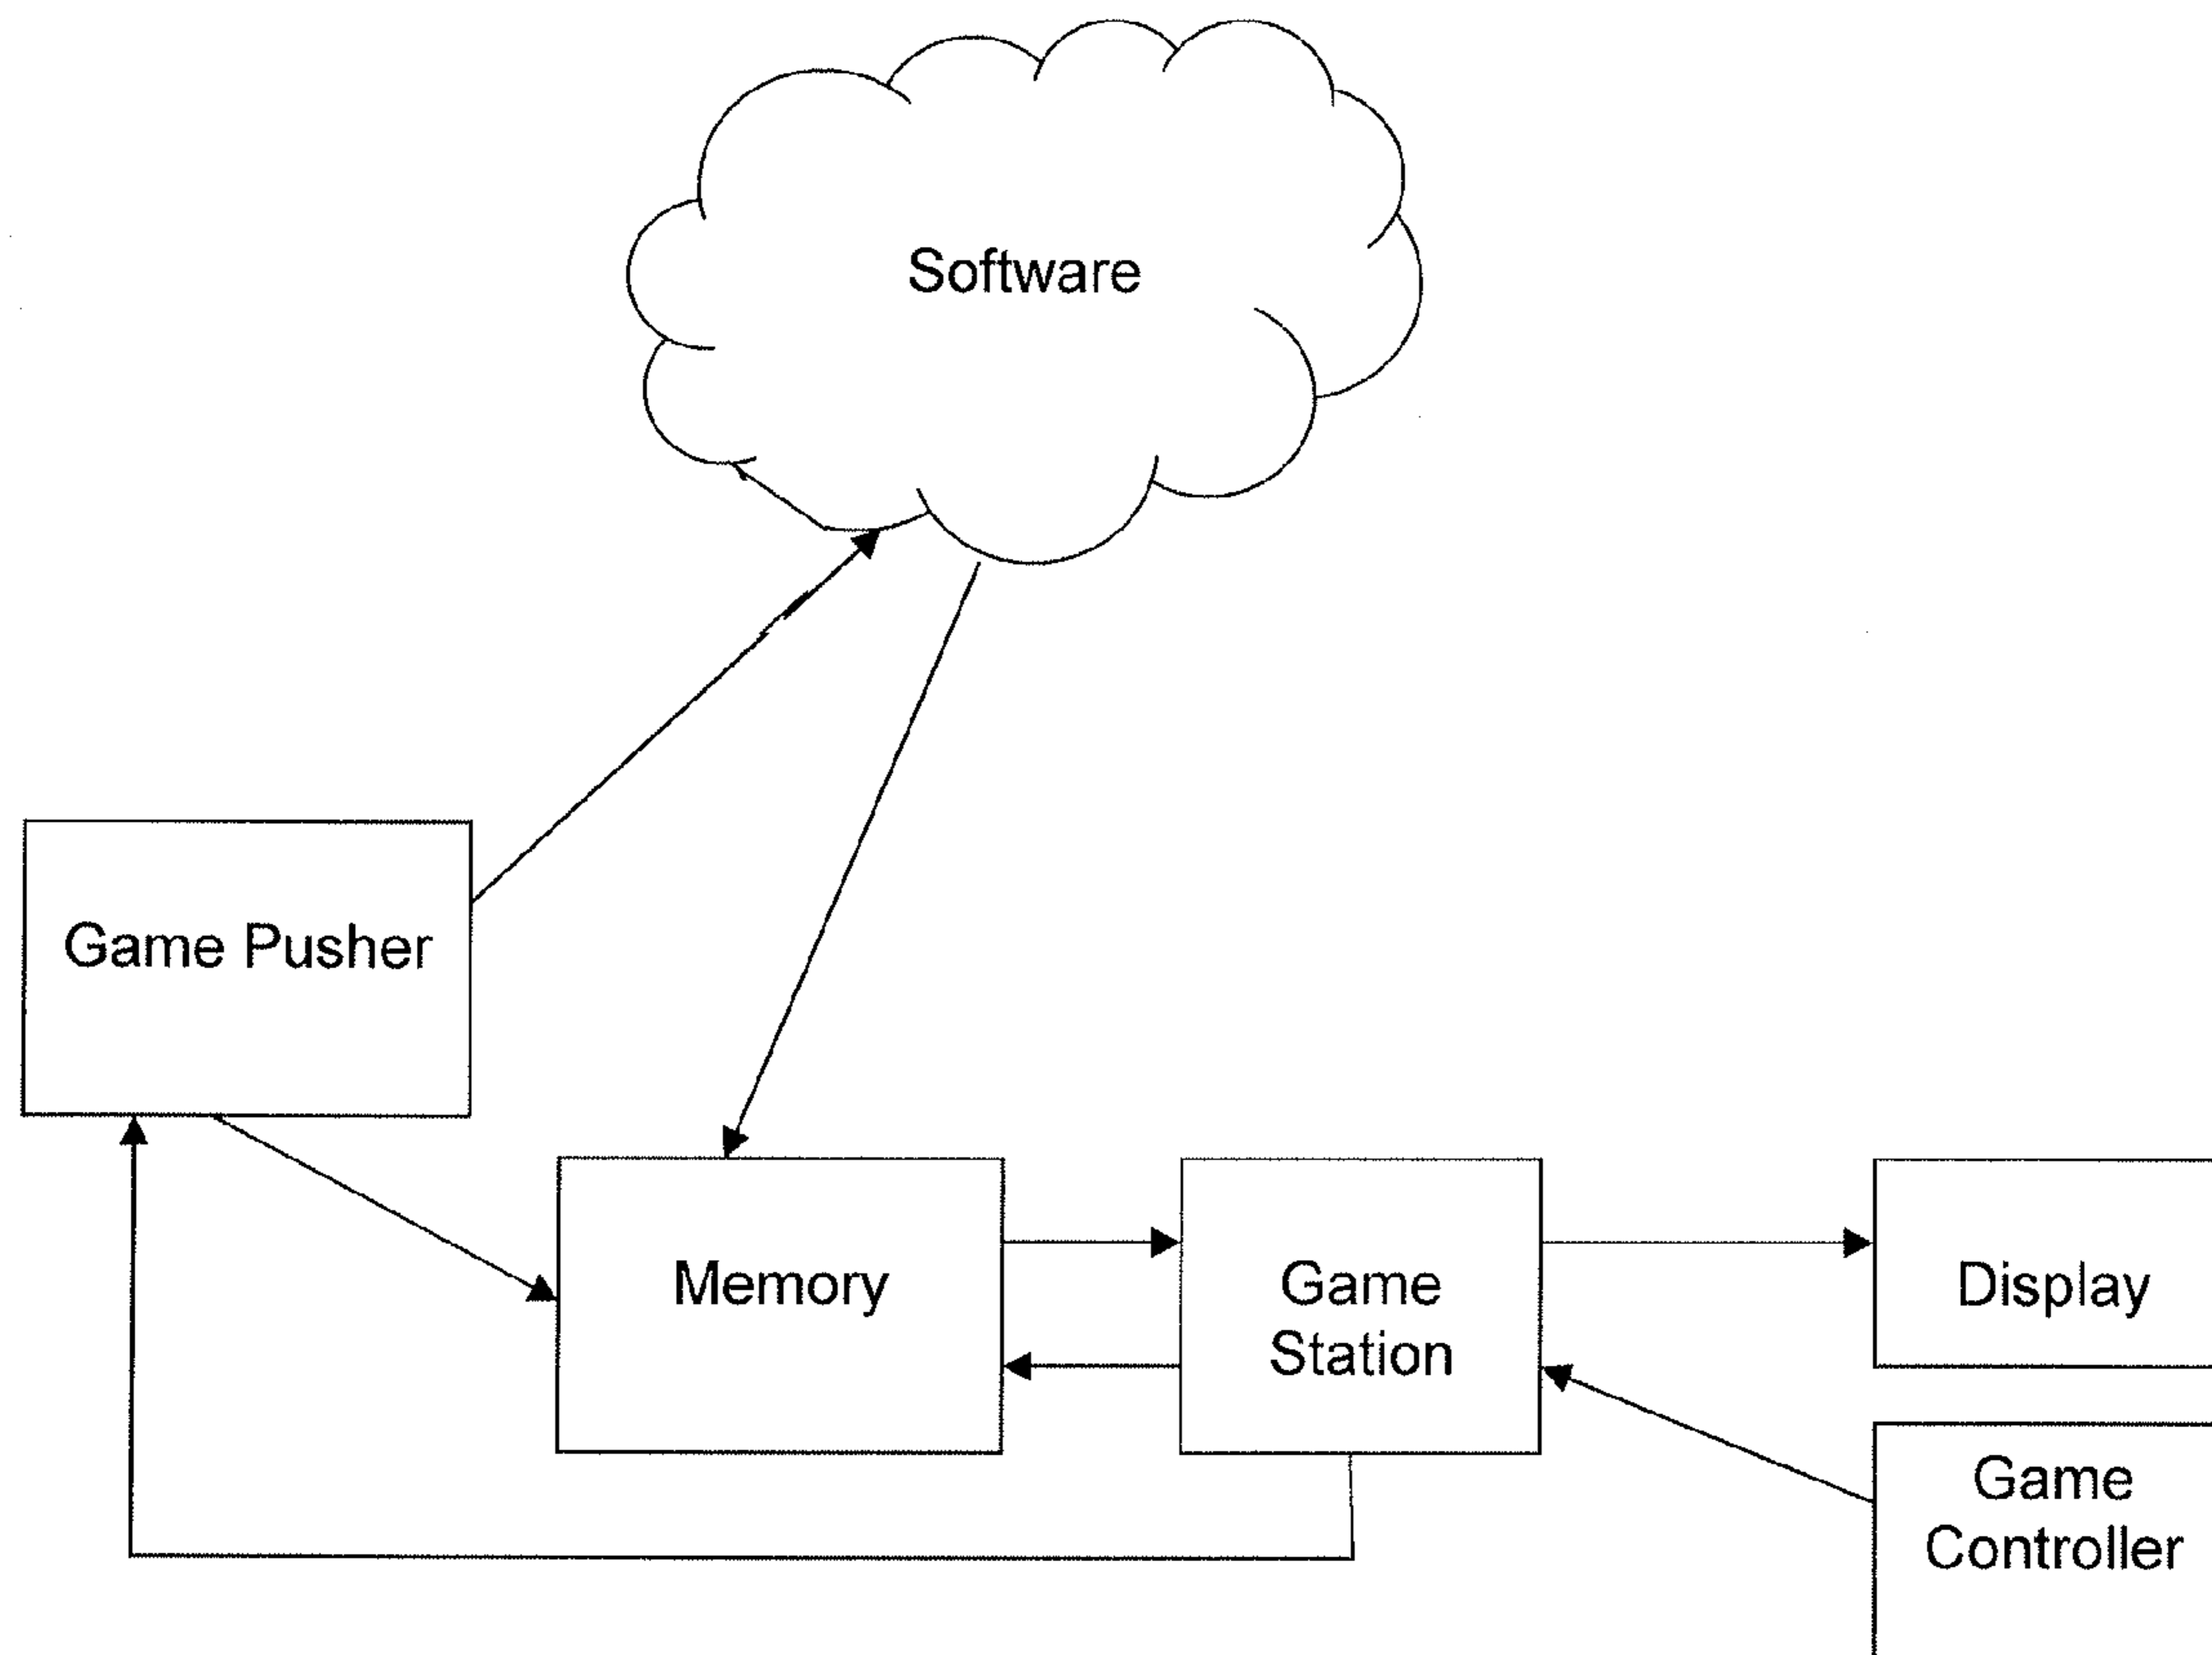 Software
Game Pusher
Memory
Game
Station
Display
Game
Controller